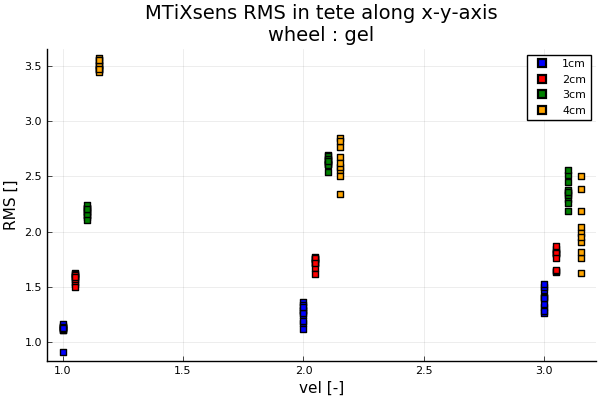 MTiXsens RMS in tete along x-y-axis
wheel : gel
1cm
2cm
3cm
4cm
RMS []
3.5
3.0
2.5
2.0
1.5
1.0
1.0
1.5
2.0
2.5
3.0
vel [-]